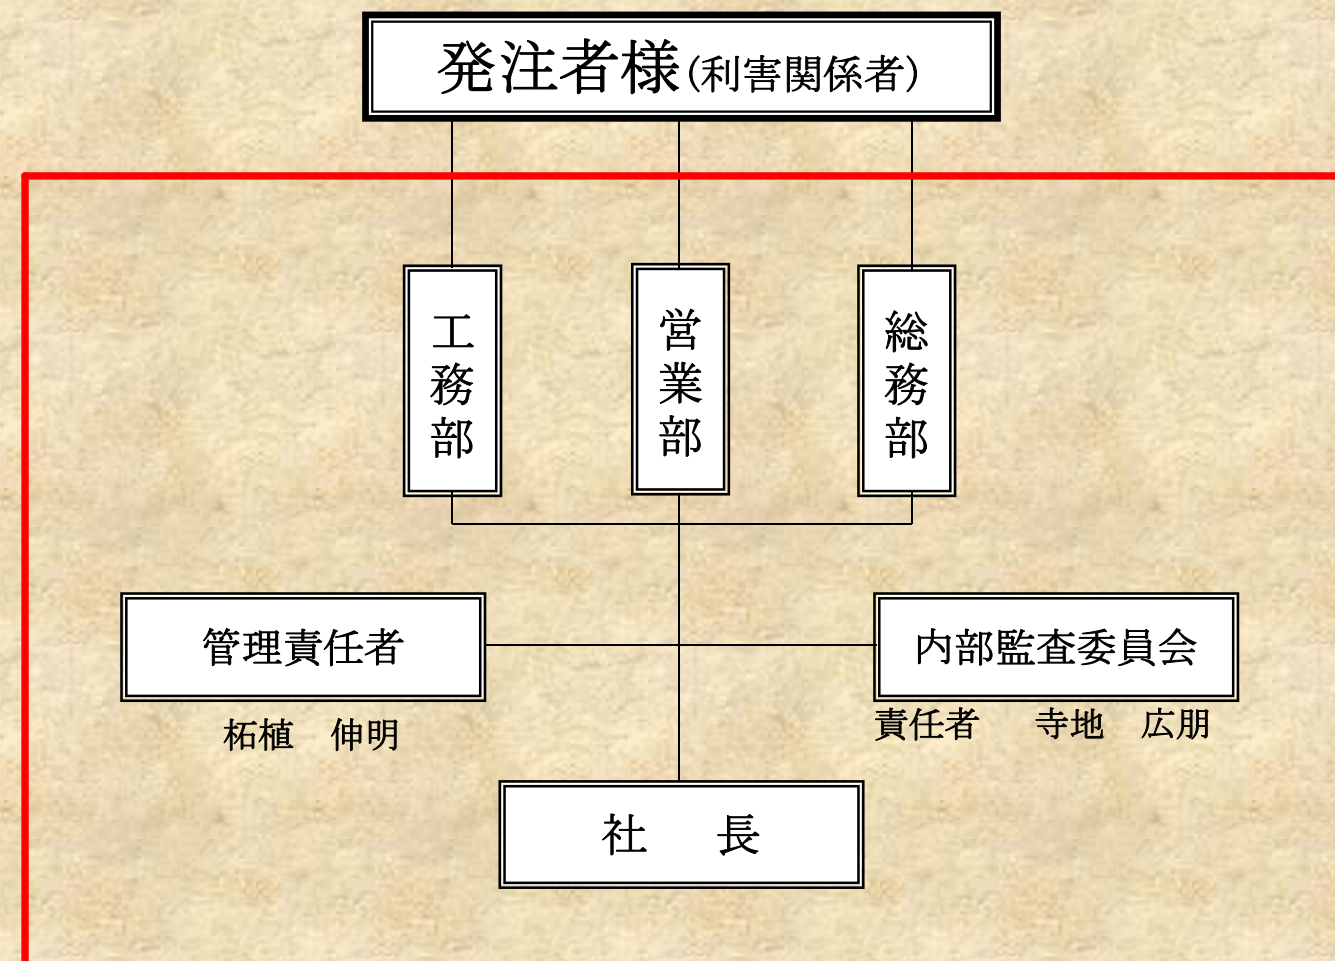 発注者様(利害関係者)
工務部
営業部
総務部
管理責任者
柘植　伸明
内部監査委員会
責任者　寺地　広朋
社　長